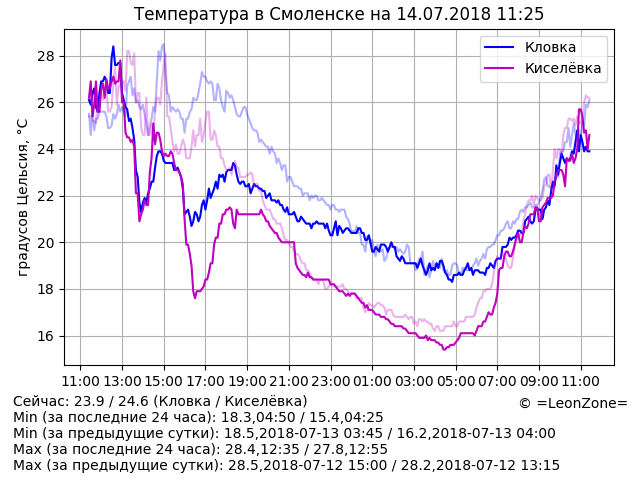 Температура в Смоленске на 14.07.2018 11:25
градусов Цельсия, °C
28
26
24
22
20
18
16
Кловка
Киселёвка
11:00 13:00 15:00 17:00 19:00 21:00 23:00 01:00 03:00 05:00 07:00 09:00 11:00
Сейчас: 23.9 / 24.6 (Кловка / Киселёвка)
© =LeonZone=
Min (за последние 24 часа): 18.3,04:50 / 15.4,04:25
Min (за предыдущие сутки): 18.5,2018-07-13 03:45 / 16.2,2018-07-13 04:00
Max (за последние 24 часа): 28.4,12:35 / 27.8,12:55
Max (за предыдущие сутки): 28.5,2018-07-12 15:00 / 28.2,2018-07-12 13:15